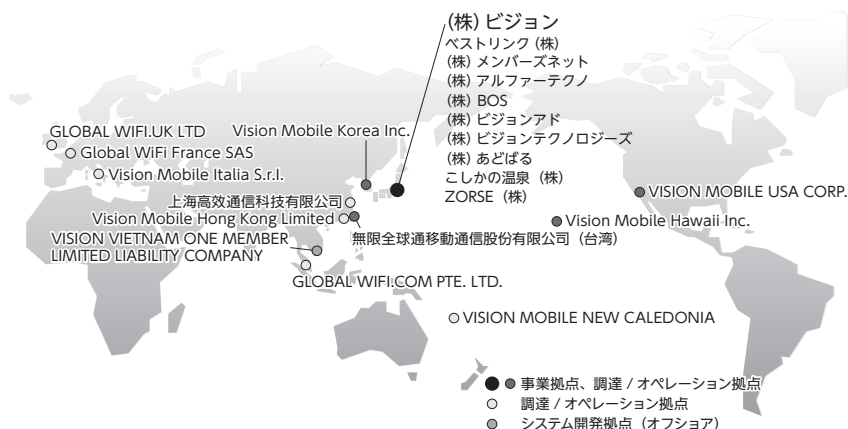 (株) ビジョン
ベストリンク (株)
(株) メンバーズネット
(株) アルファーテクノ
(株) BOS
(株) ビジョンアド
(株) ビジョンテクノロジーズ
(株) あどばる
こしかの温泉 (株)
ZORSE (株)
GLOBAL WIFI.UK LTD
Vision Mobile Korea Inc.
Global WiFi France SAS
Vision Mobile Italia S.r.l.
上海高效通信科技有限公司
Vision Mobile Hong Kong Limited
VISION VIETNAM ONE MEMBER
LIMITED LIABILITY COMPANY
無限全球通移動通信股份有限公司 (台湾)
GLOBAL WIFI.COM PTE. LTD.
VISION MOBILE USA CORP.
Vision Mobile Hawaii Inc.
VISION MOBILE NEW CALEDONIA
事業拠点、調達 / オペレーション拠点
調達 / オペレーション拠点
システム開発拠点 (オフショア)